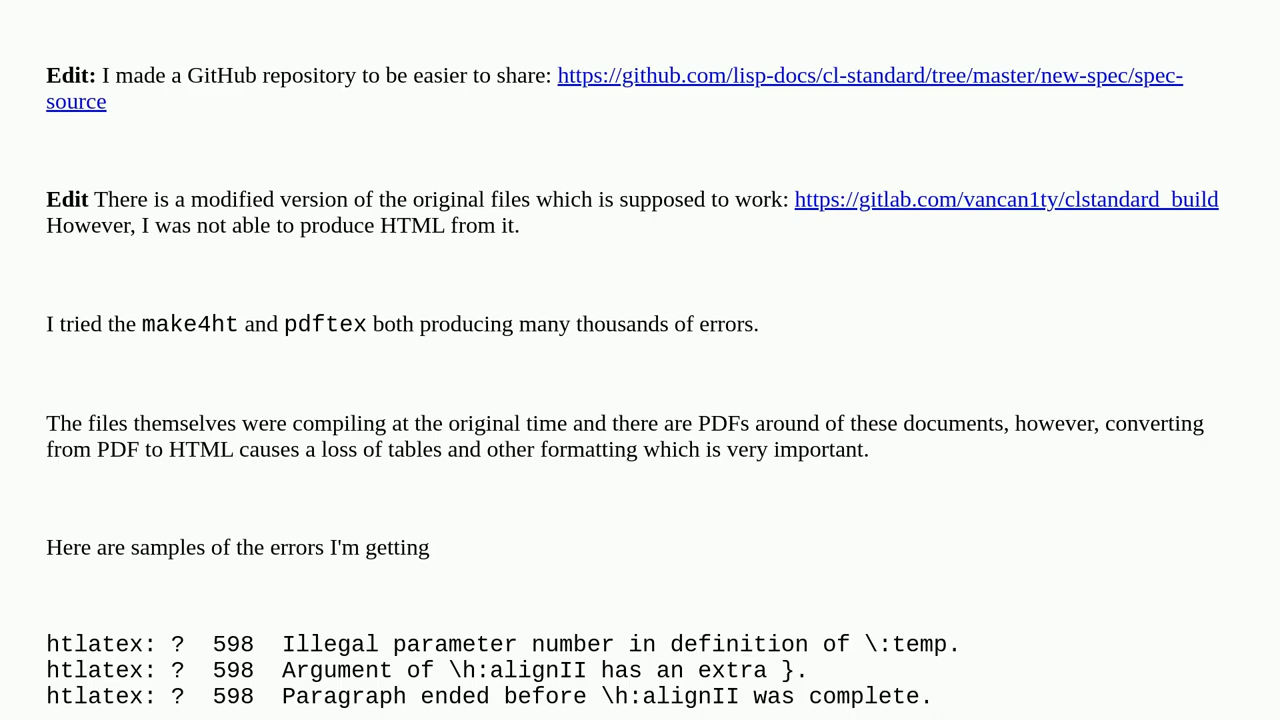 Edit: I made a GitHub repository to be easier to share: https://github.com/lisp-docs/cl-standard/tree/master/new-spec/spec-
source
Edit There is a modified version of the original files which is supposed to work: https://gitlab.com/vancan1ty/clstandard_build
However, I was not able to produce HTML from it.
I tried the make4ht and pdftex both producing many thousands of errors.
The files themselves were compiling at the original time and there are PDFs around of these documents, however, converting
from PDF to HTML causes a loss of tables and other formatting which is very important.
Here are samples of the errors I'm getting
htlatex: ?  598  Illegal parameter number in definition of \:temp.
htlatex: ?  598  Argument of \h:alignII has an extra }.
htlatex: ?  598  Paragraph ended before \h:alignII was complete.